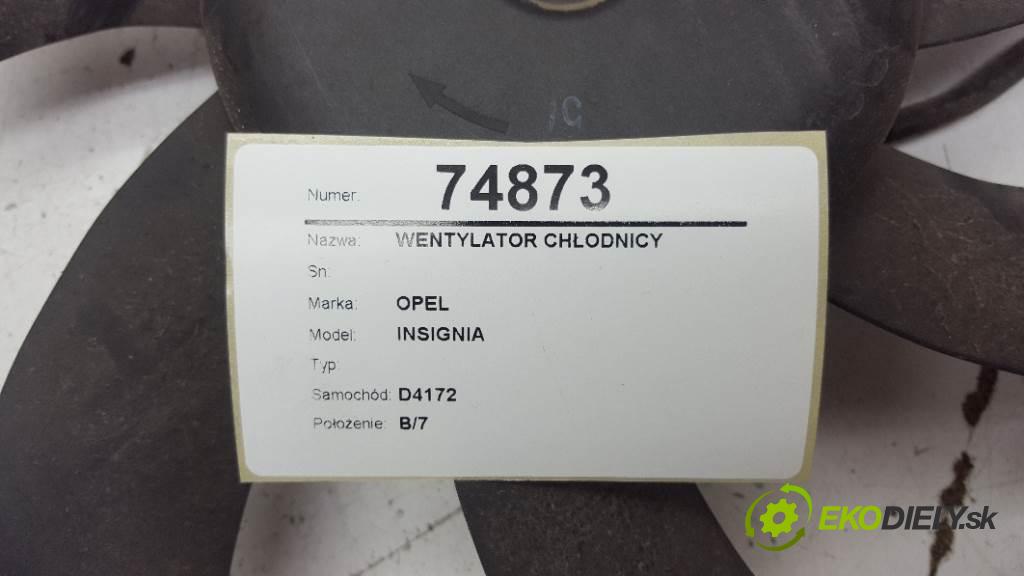 Numer: 74873
Nazwa: WENTYLATOR CHŁODNICY
Sn:
Marka: OPEL
Model: INSIGNIA
Typ:
Samochód: D4172
Położenie: B/7
EKODIELY.sk